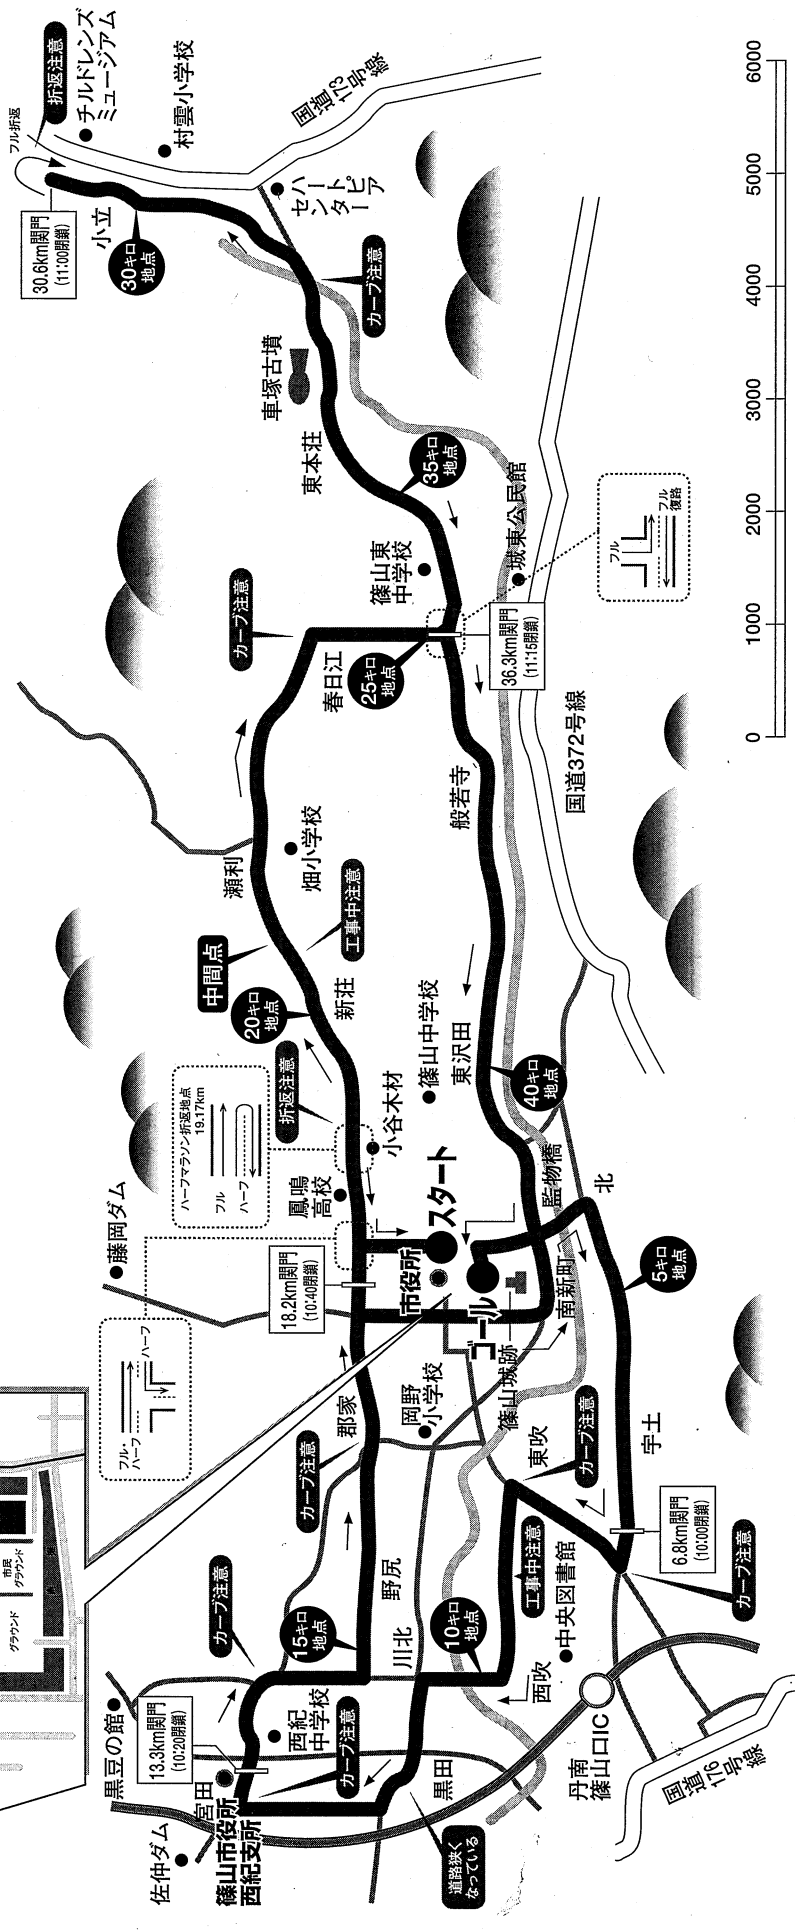 フル折返
折返注意
チルドレンズ
ミュージアム
村雲小学校
国道
173
号線
30.6km関門
(11:00閉鎖)
小立
30キロ
地点
ハート
ピア
センター
カーブ注意
車塚古墳
東本荘
35キロ
地点
篠山東
中学校
城東公民館
フル
フル
復路
カーブ注意
春日江
25キロ
地点
36.3km関門
(11:15閉鎖)
国道372号線
般若寺
瀬利
畑小学校
工事中注意
中間点
20キロ
地点
新荘
篠山中学校
東沢田
40キロ
地点
ハーフマラソン折返地点
19.17km
フル
ハーフ
折返注意
小谷木材
鳳鳴
高校
藤岡ダム
スタート
市役所
ゴール
監物橋
北
南新町
篠山城跡
5キロ
地点
18.2km関門
(10:40閉鎖)
フル・
ハーフ
ハーフ
郡家
岡野
小学校
東吹
カーブ注意
宇土
6.8km関門
(10:00閉鎖)
カーブ注意
カーブ注意
市民
グラウンド
グラウンド
野尻
川北
15キロ
地点
カーブ注意
10キロ
地点
工事中注意
中央図書館
西吹
黒豆の館
13.3km関門
(10:20閉鎖)
西紀
中学校
カーブ注意
宮田
篠山市役所
西紀支所
佐仲ダム
黒田
道路狭く
なっている
丹南
篠山口IC
国道
176
号線
0
1000
2000
3000
4000
5000
6000